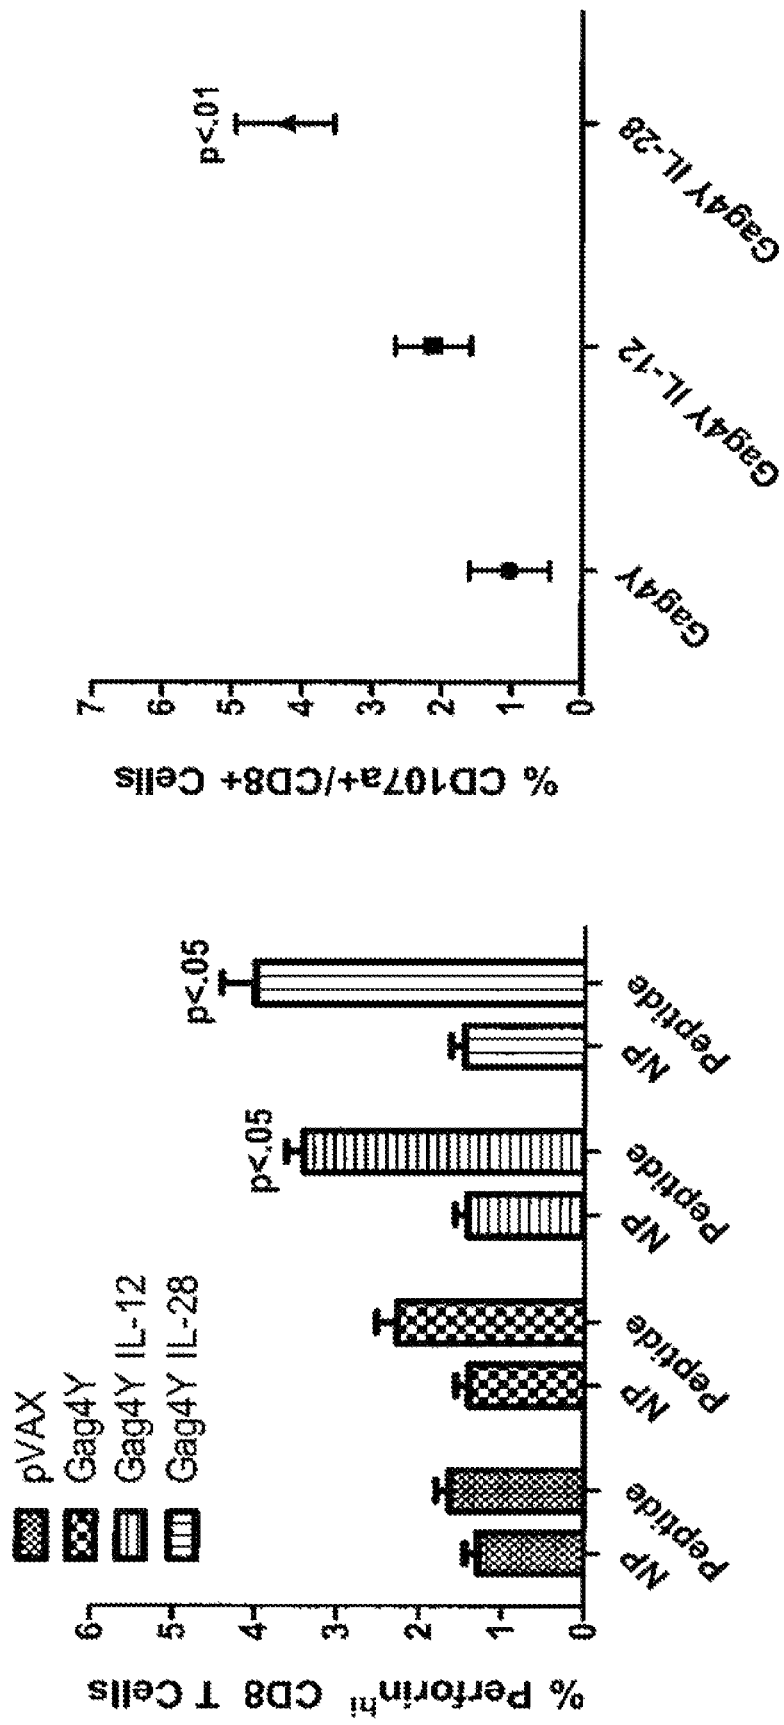 % Perforin^hi CD8 T Cells
6
5
4
3
2
1
0
pVAX
Gag4Y
Gag4Y IL-12
Gag4Y IL-28
p<.05
p<.05
NP
Peptide
NP
Peptide
NP
Peptide
NP
Peptide
% CD107a+/CD8+ Cells
7
6
5
4
3
2
1
0
p<.01
Gag4Y
Gag4Y IL-12
Gag4Y IL-28